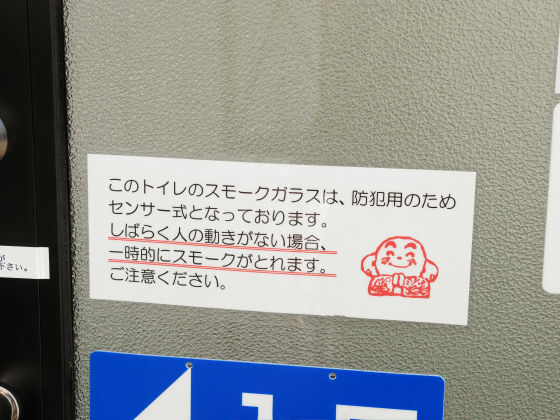 このトイレのスモークガラスは、防犯用のため
センサー式となっております。
しばらく人の動きがない場合、
一時的にスモークがとれます。
ご注意ください。
下さい。